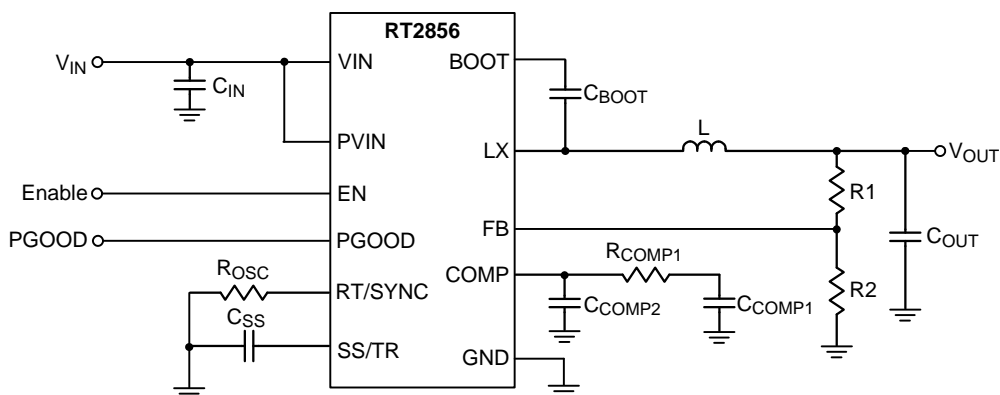 RT2856
VIN
VIN
BOOT
CIN
CBOOT
PVIN
LX
L
VOUT
Enable
EN
R1
PGOOD
PGOOD
FB
COUT
ROSC
RT/SYNC
COMP
RCOMP1
R2
CSS
SS/TR
CCOMP2
CCOMP1
GND